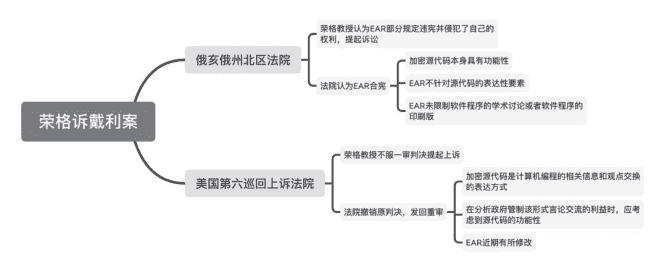 荣格诉戴利案
俄亥俄州北区法院
荣格教授认为EAR部分规定违宪并侵犯了自己的
权利，提起诉讼
法院认为EAR合宪
加密源代码本身具有功能性
EAR不针对源代码的表达性要素
EAR未限制软件程序的学术讨论或者软件程序的
印刷版
美国第六巡回上诉法院
荣格教授不服一审判决提起上诉
法院撤销原判决，发回重审
加密源代码是计算机编程的相关信息和观点交换
的表达方式
在分析政府管制该形式言论交流的利益时，应考
虑到源代码的功能性
EAR近期有所修改